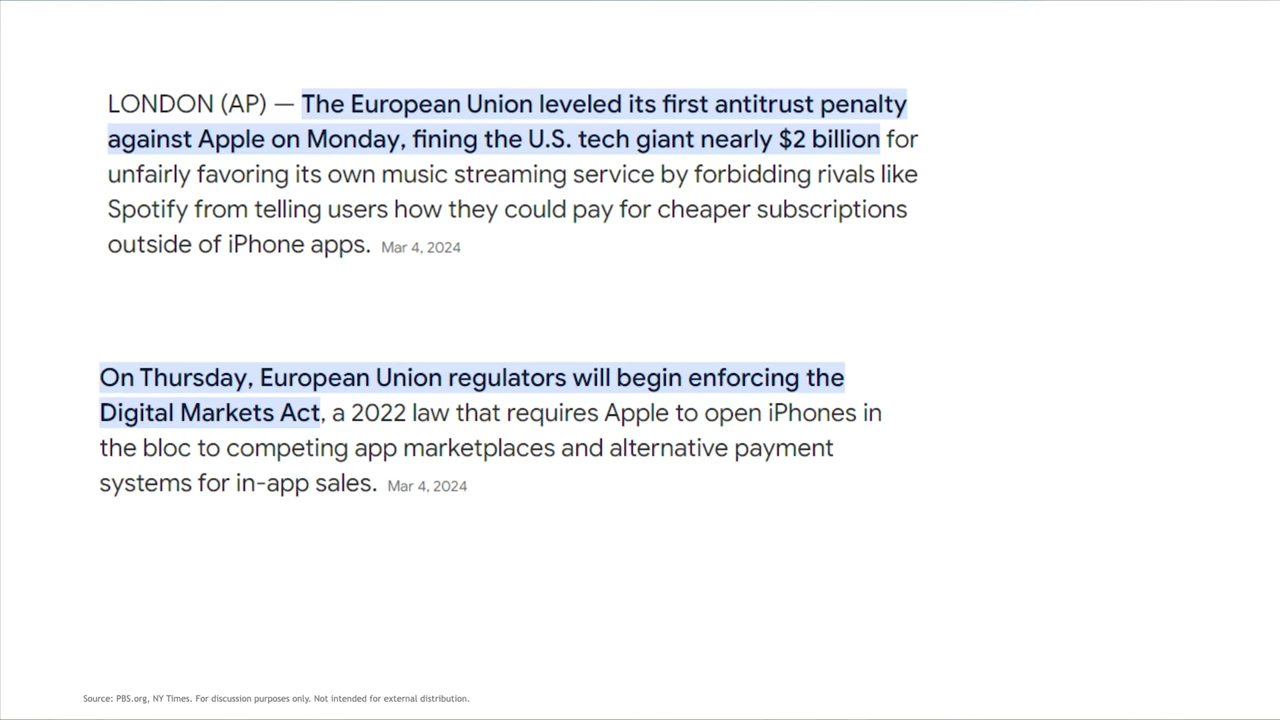 LONDON (AP) — The European Union leveled its first antitrust penalty
against Apple on Monday, fining the U.S. tech giant nearly $2 billion for
unfairly favoring its own music streaming service by forbidding rivals like
Spotify from telling users how they could pay for cheaper subscriptions
outside of iPhone apps. Mar 4, 2024
On Thursday, European Union regulators will begin enforcing the
Digital Markets Act, a 2022 law that requires Apple to open iPhones in
the bloc to competing app marketplaces and alternative payment
systems for in-app sales. Mar 4, 2024
Source: PBS.org, NY Times. For discussion purposes only. Not intended for external distribution.